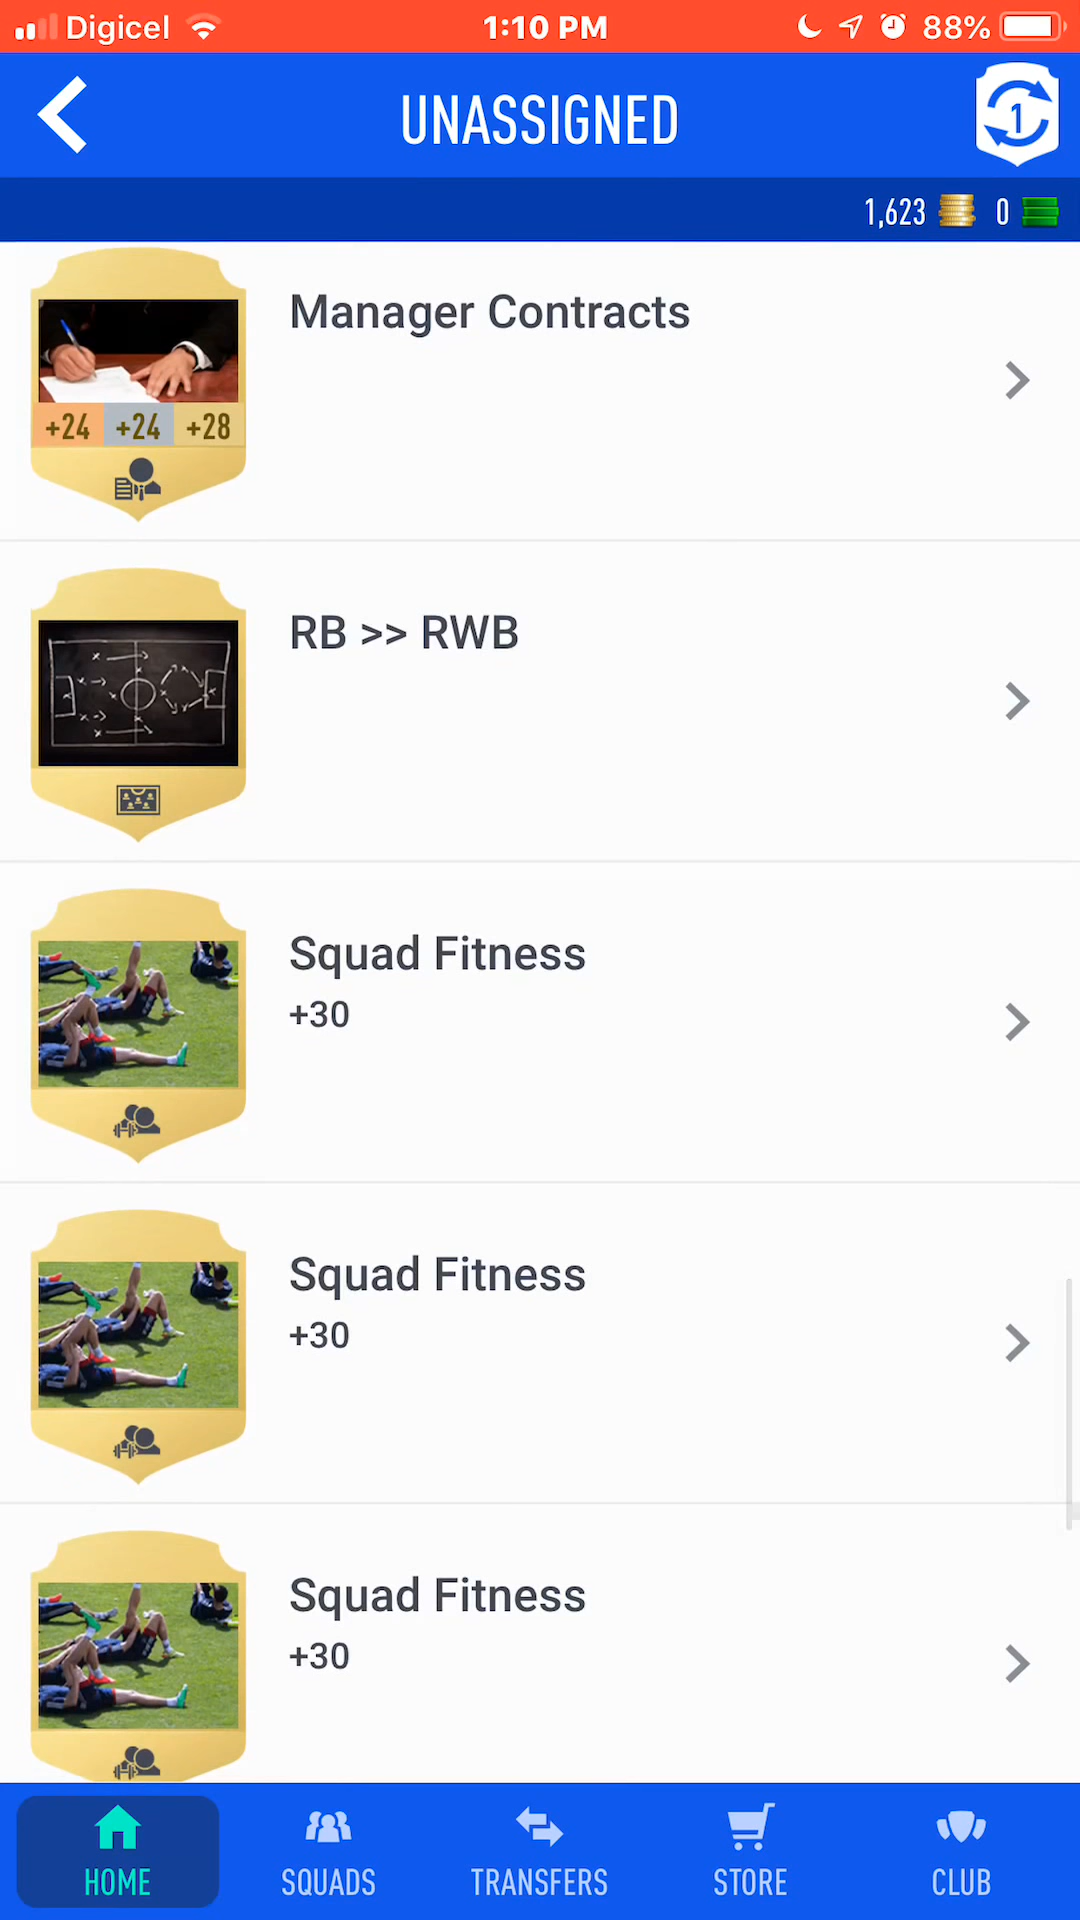 Digicel 1:10 PM 88%
UNASSIGNED
1
1,623 0
Manager Contracts
+24 +24 +28
RB >> RWB
Squad Fitness
+30
Squad Fitness
+30
Squad Fitness
+30
HOME SQUADS TRANSFERS STORE CLUB